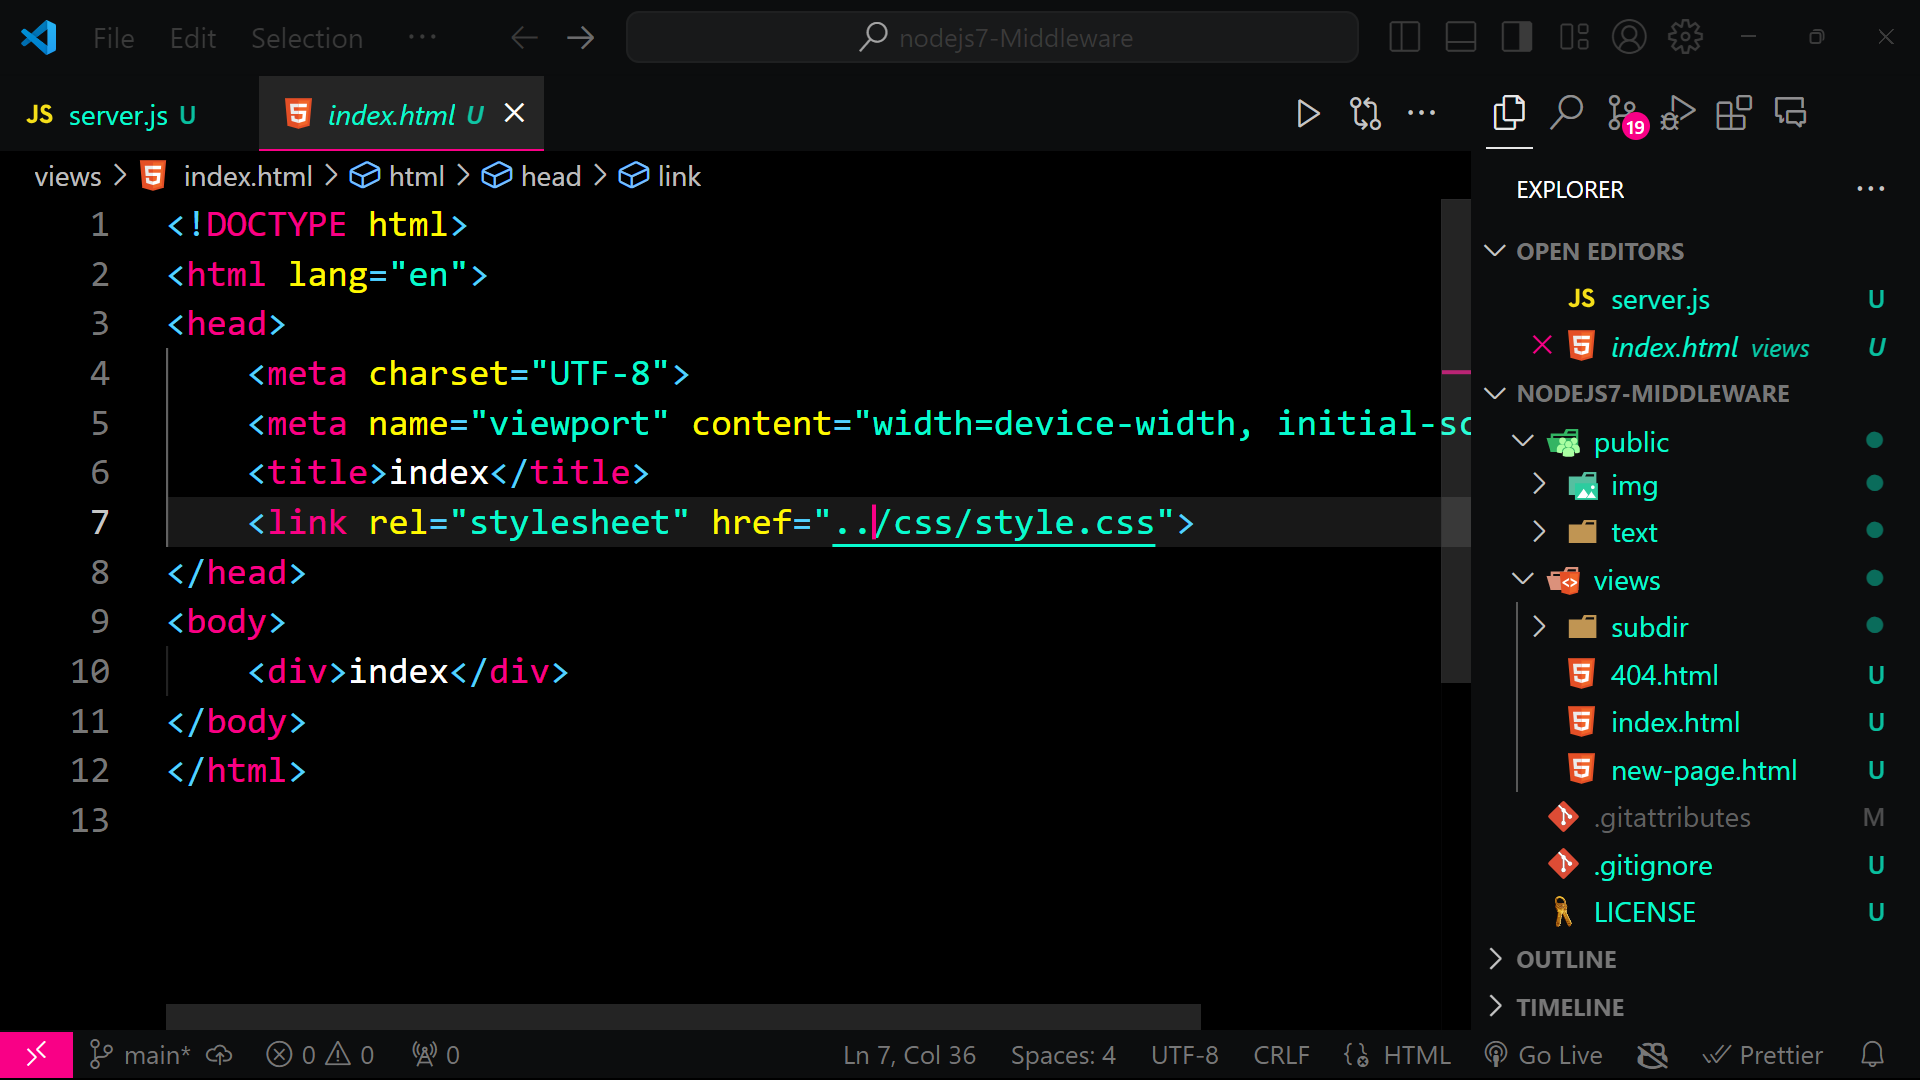 File Edit Selection ··· nodejs7-Middleware
JS server.js U index.html U
19
views > index.html > html > head > link
1 <!DOCTYPE html>
2 <html lang="en">
3 <head>
4 <meta charset="UTF-8">
5 <meta name="viewport" content="width=device-width, initial-sc
6 <title>index</title>
7 <link rel="stylesheet" href="../css/style.css">
8 </head>
9 <body>
10 <div>index</div>
11 </body>
12 </html>
13
EXPLORER
OPEN EDITORS
JS server.js U
index.html views U
NODEJS7-MIDDLEWARE
public
img
text
views
subdir
404.html U
index.html U
new-page.html U
.gitattributes M
.gitignore U
LICENSE U
OUTLINE
TIMELINE
main* 0 0 0 Ln 7, Col 36 Spaces: 4 UTF-8 CRLF HTML Go Live Prettier